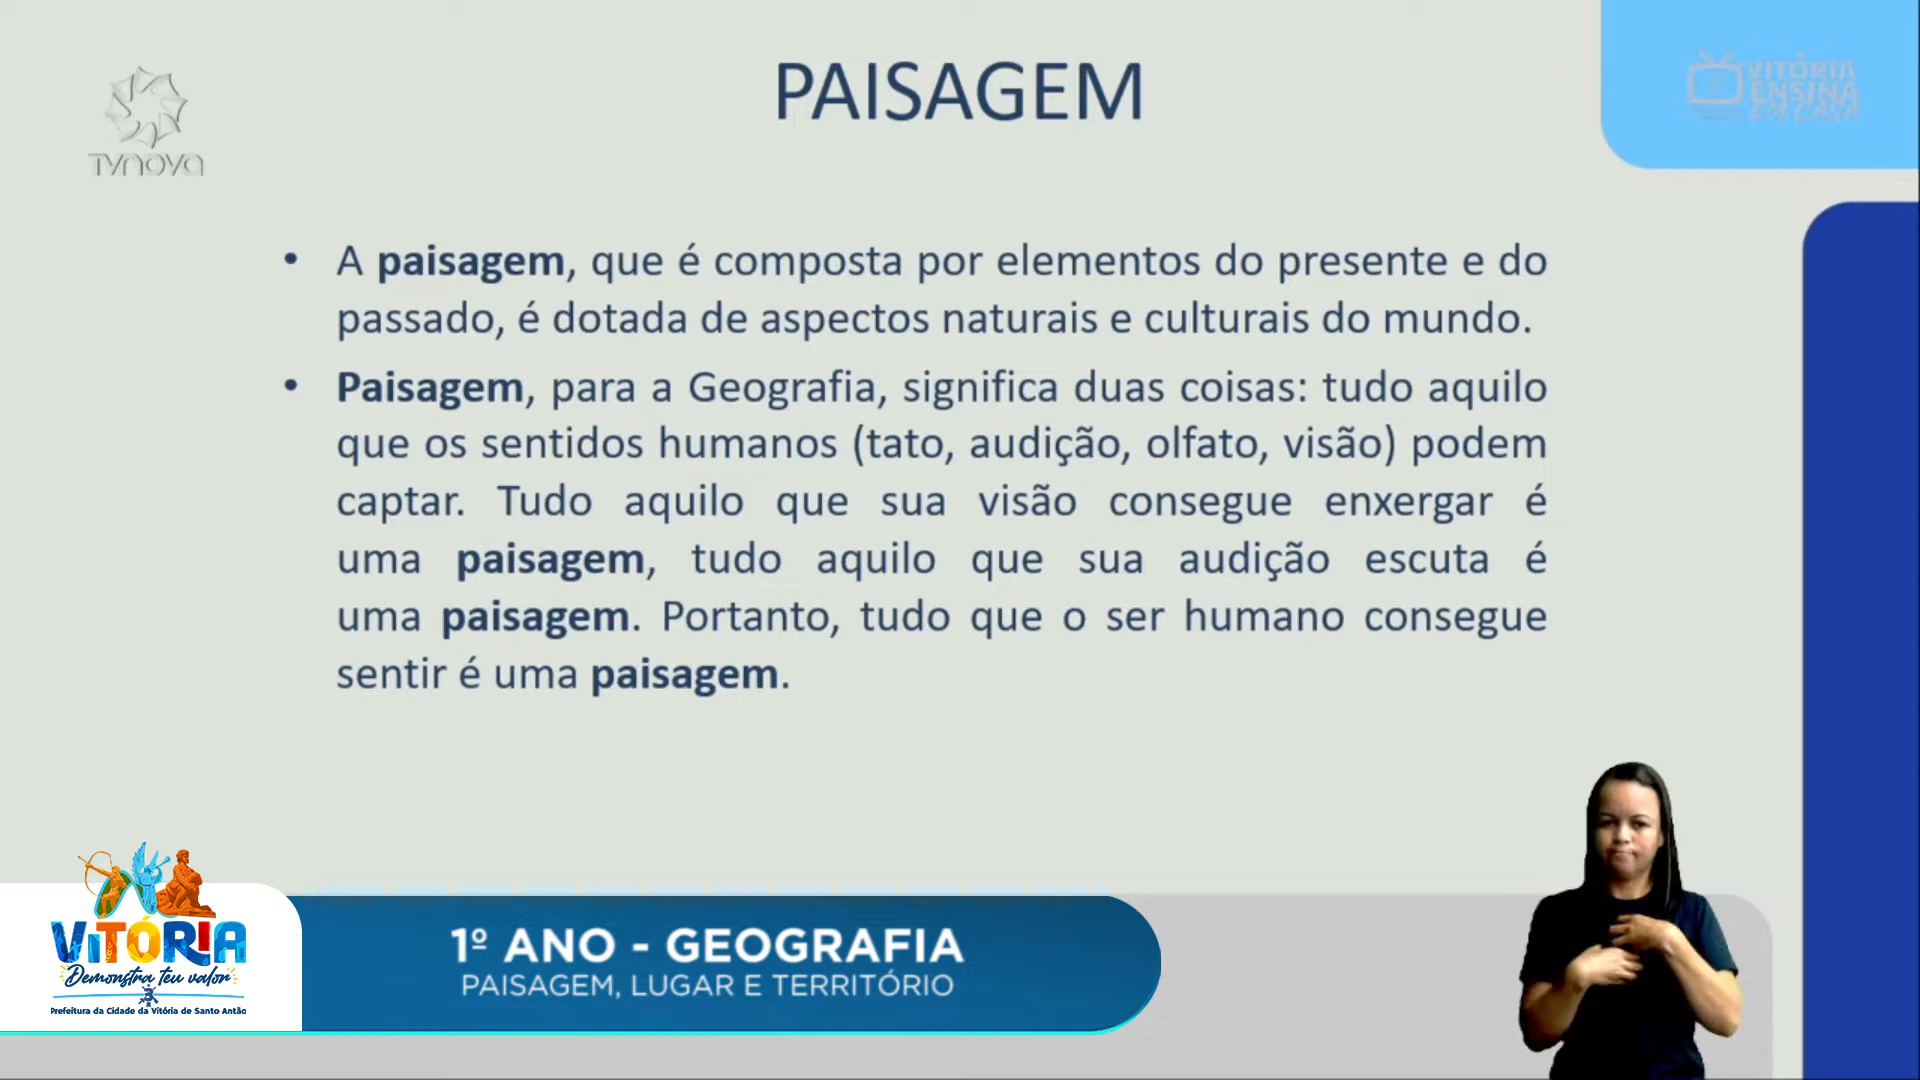 PAISAGEM
TVNOVA
VITÓRIA
ENSINA
EM CASA
• A paisagem, que é composta por elementos do presente e do
passado, é dotada de aspectos naturais e culturais do mundo.
• Paisagem, para a Geografia, significa duas coisas: tudo aquilo
que os sentidos humanos (tato, audição, olfato, visão) podem
captar. Tudo aquilo que sua visão consegue enxergar é
uma paisagem, tudo aquilo que sua audição escuta é
uma paisagem. Portanto, tudo que o ser humano consegue
sentir é uma paisagem.
VITÓRIA
Demonstra teu valor
Prefeitura da Cidade da Vitória de Santo Antão
1º ANO - GEOGRAFIA
PAISAGEM, LUGAR E TERRITÓRIO